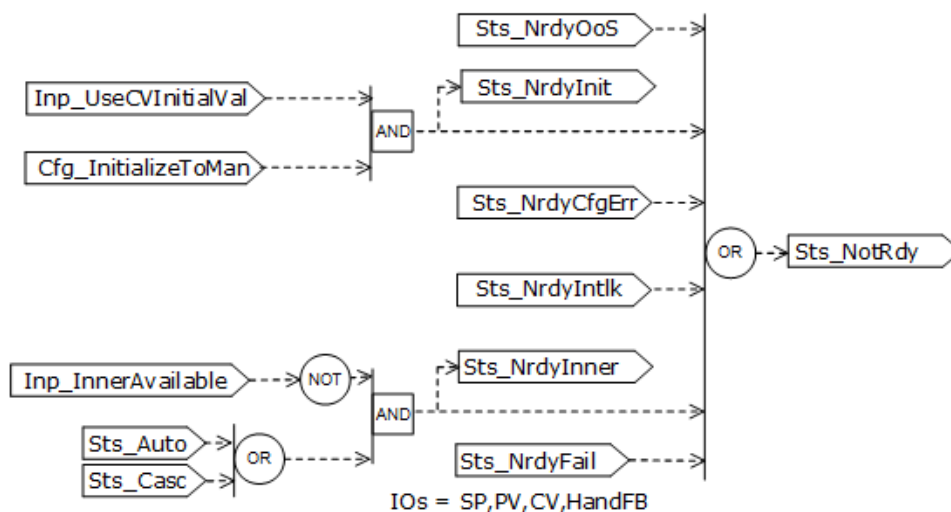 Sts_NrdyOoS
Sts_NrdyInit
Inp_UseCVInitialVal
AND
Cfg_InitializeToMan
Sts_NrdyCfgErr
OR
Sts_NotRdy
Sts_NrdyIntlk
Sts_NrdyInner
Inp_InnerAvailable
NOT
AND
Sts_Auto
OR
Sts_NrdyFail
Sts_Casc
IOs = SP,PV,CV,HandFB